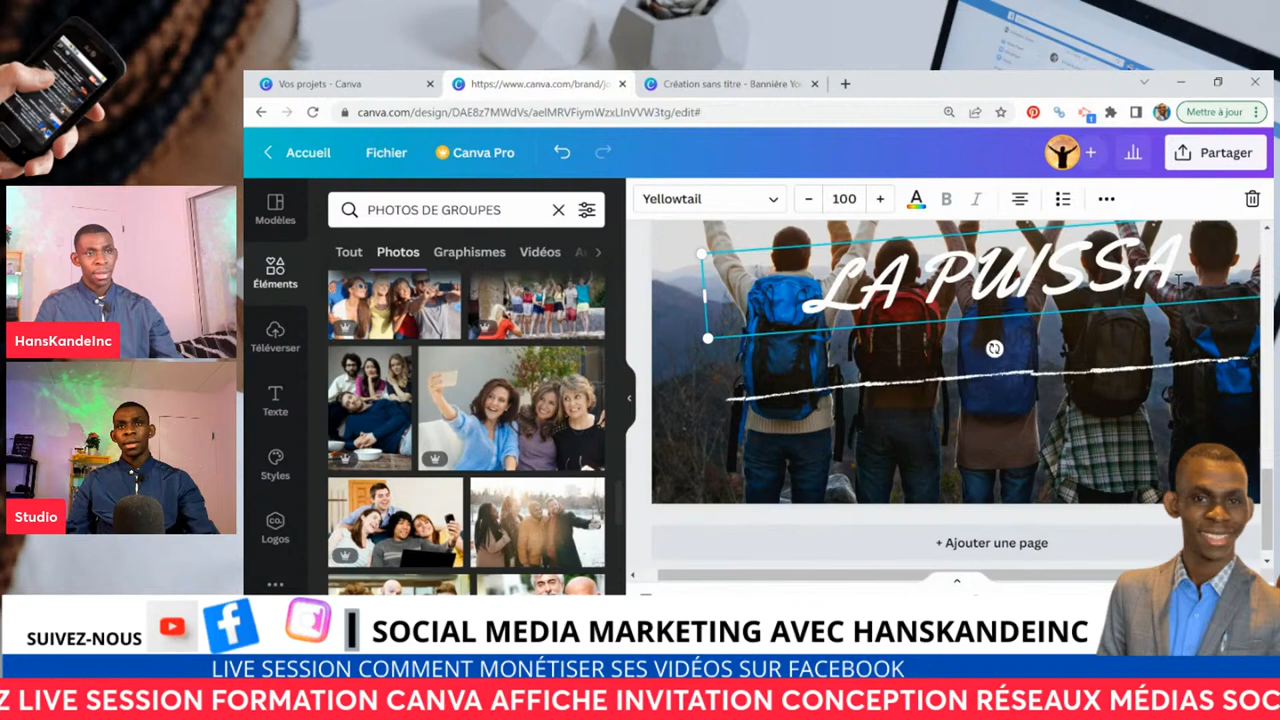 Vos projets - Canva
https://www.canva.com/brand/jo
Création sans titre - Bannière Yo
canva.com/design/DAE8z7MWdVs/aelMRVFiymWzxLInVVW3tg/edit#
Mettre à jour
Accueil
Fichier
Canva Pro
Partager
Modèles
Éléments
Téléverser
Texte
Styles
CO.
Logos
PHOTOS DE GROUPES
Tout
Photos
Graphismes
Vidéos
Yellowtail
100
A
B
I
LA PUISSA
+ Ajouter une page
HansKandeInc
Studio
SUIVEZ-NOUS
SOCIAL MEDIA MARKETING AVEC HANSKANDEINC
LIVE SESSION COMMENT MONÉTISER SES VIDÉOS SUR FACEBOOK
Z LIVE SESSION FORMATION CANVA AFFICHE INVITATION CONCEPTION RÉSEAUX MÉDIAS SOC